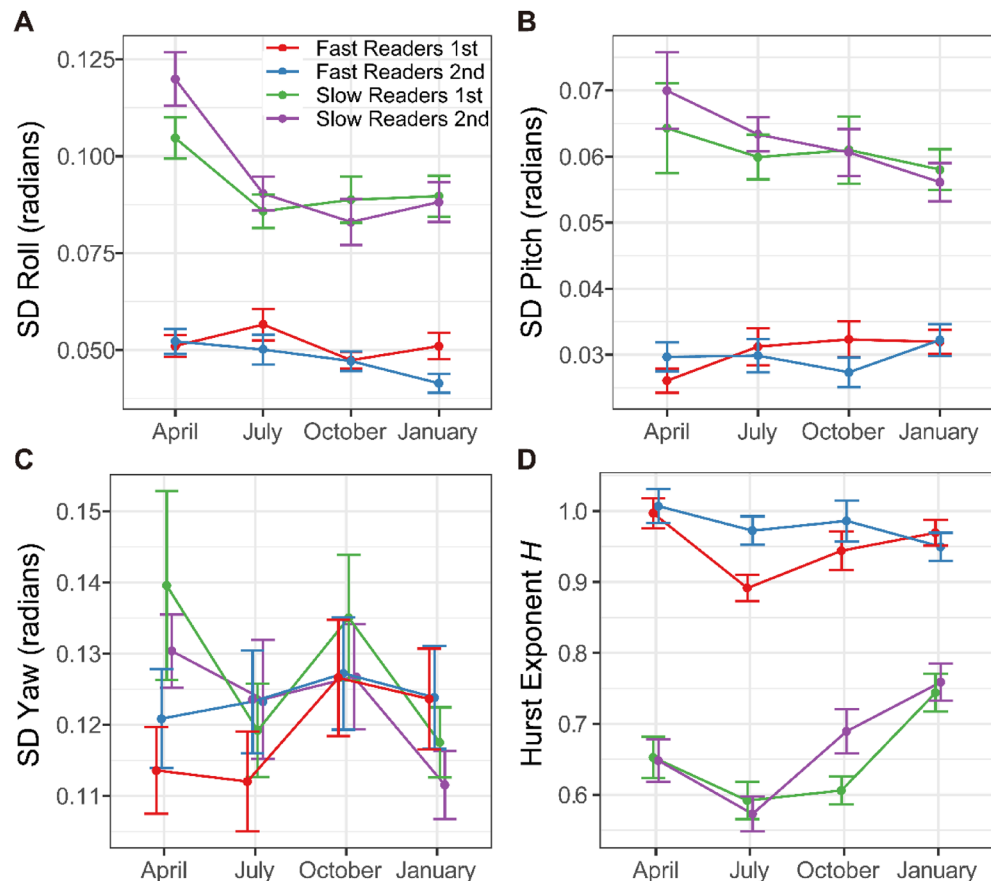 A
SD Roll (radians)
0.125
0.100
0.075
0.050
Fast Readers 1st
Fast Readers 2nd
Slow Readers 1st
Slow Readers 2nd
April July October January
B
SD Pitch (radians)
0.07
0.06
0.05
0.04
0.03
April July October January
C
SD Yaw (radians)
0.15
0.14
0.13
0.12
0.11
April July October January
D
Hurst Exponent H
1.0
0.9
0.8
0.7
0.6
April July October January